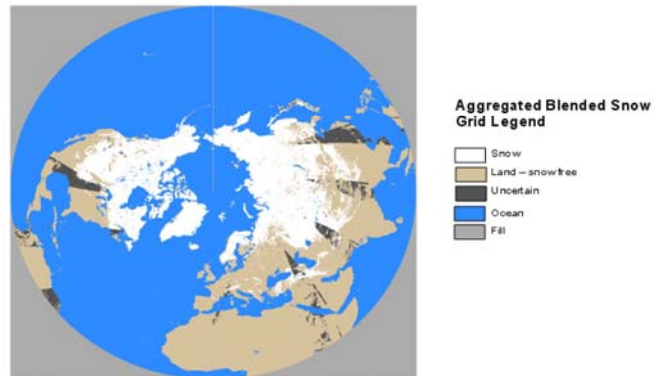 Aggregated Blended Snow
Grid Legend
Snow
Land – snow free
Uncertain
Ocean
Fill